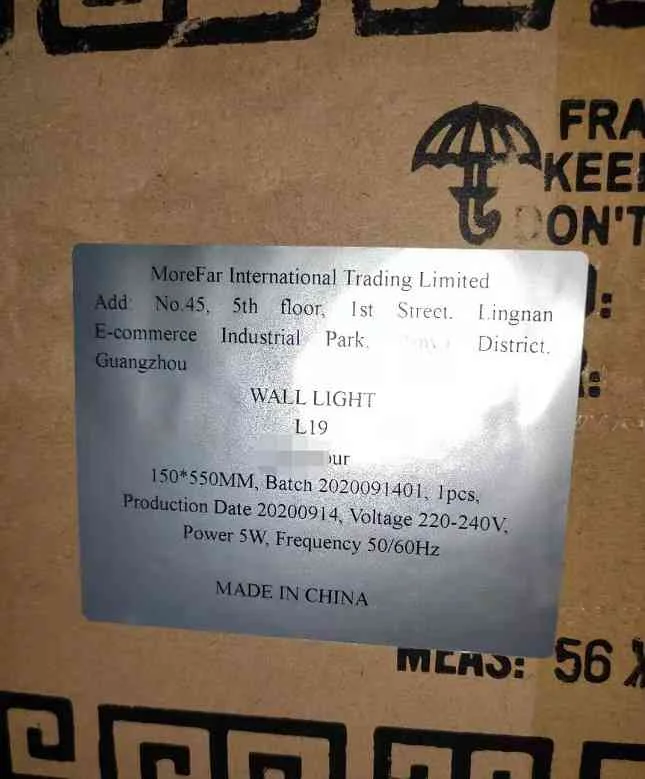 FRA
KEE
DON'T
MoreFar International Trading Limited
Add: No.45, 5th floor, 1st Street. Lingnan
E-commerce Industrial Park, District,
Guangzhou
WALL LIGHT
L19
our
150*550MM, Batch 2020091401, 1pcs,
Production Date 20200914, Voltage 220-240V,
Power 5W, Frequency 50/60Hz
MADE IN CHINA
MEAS: 56 X